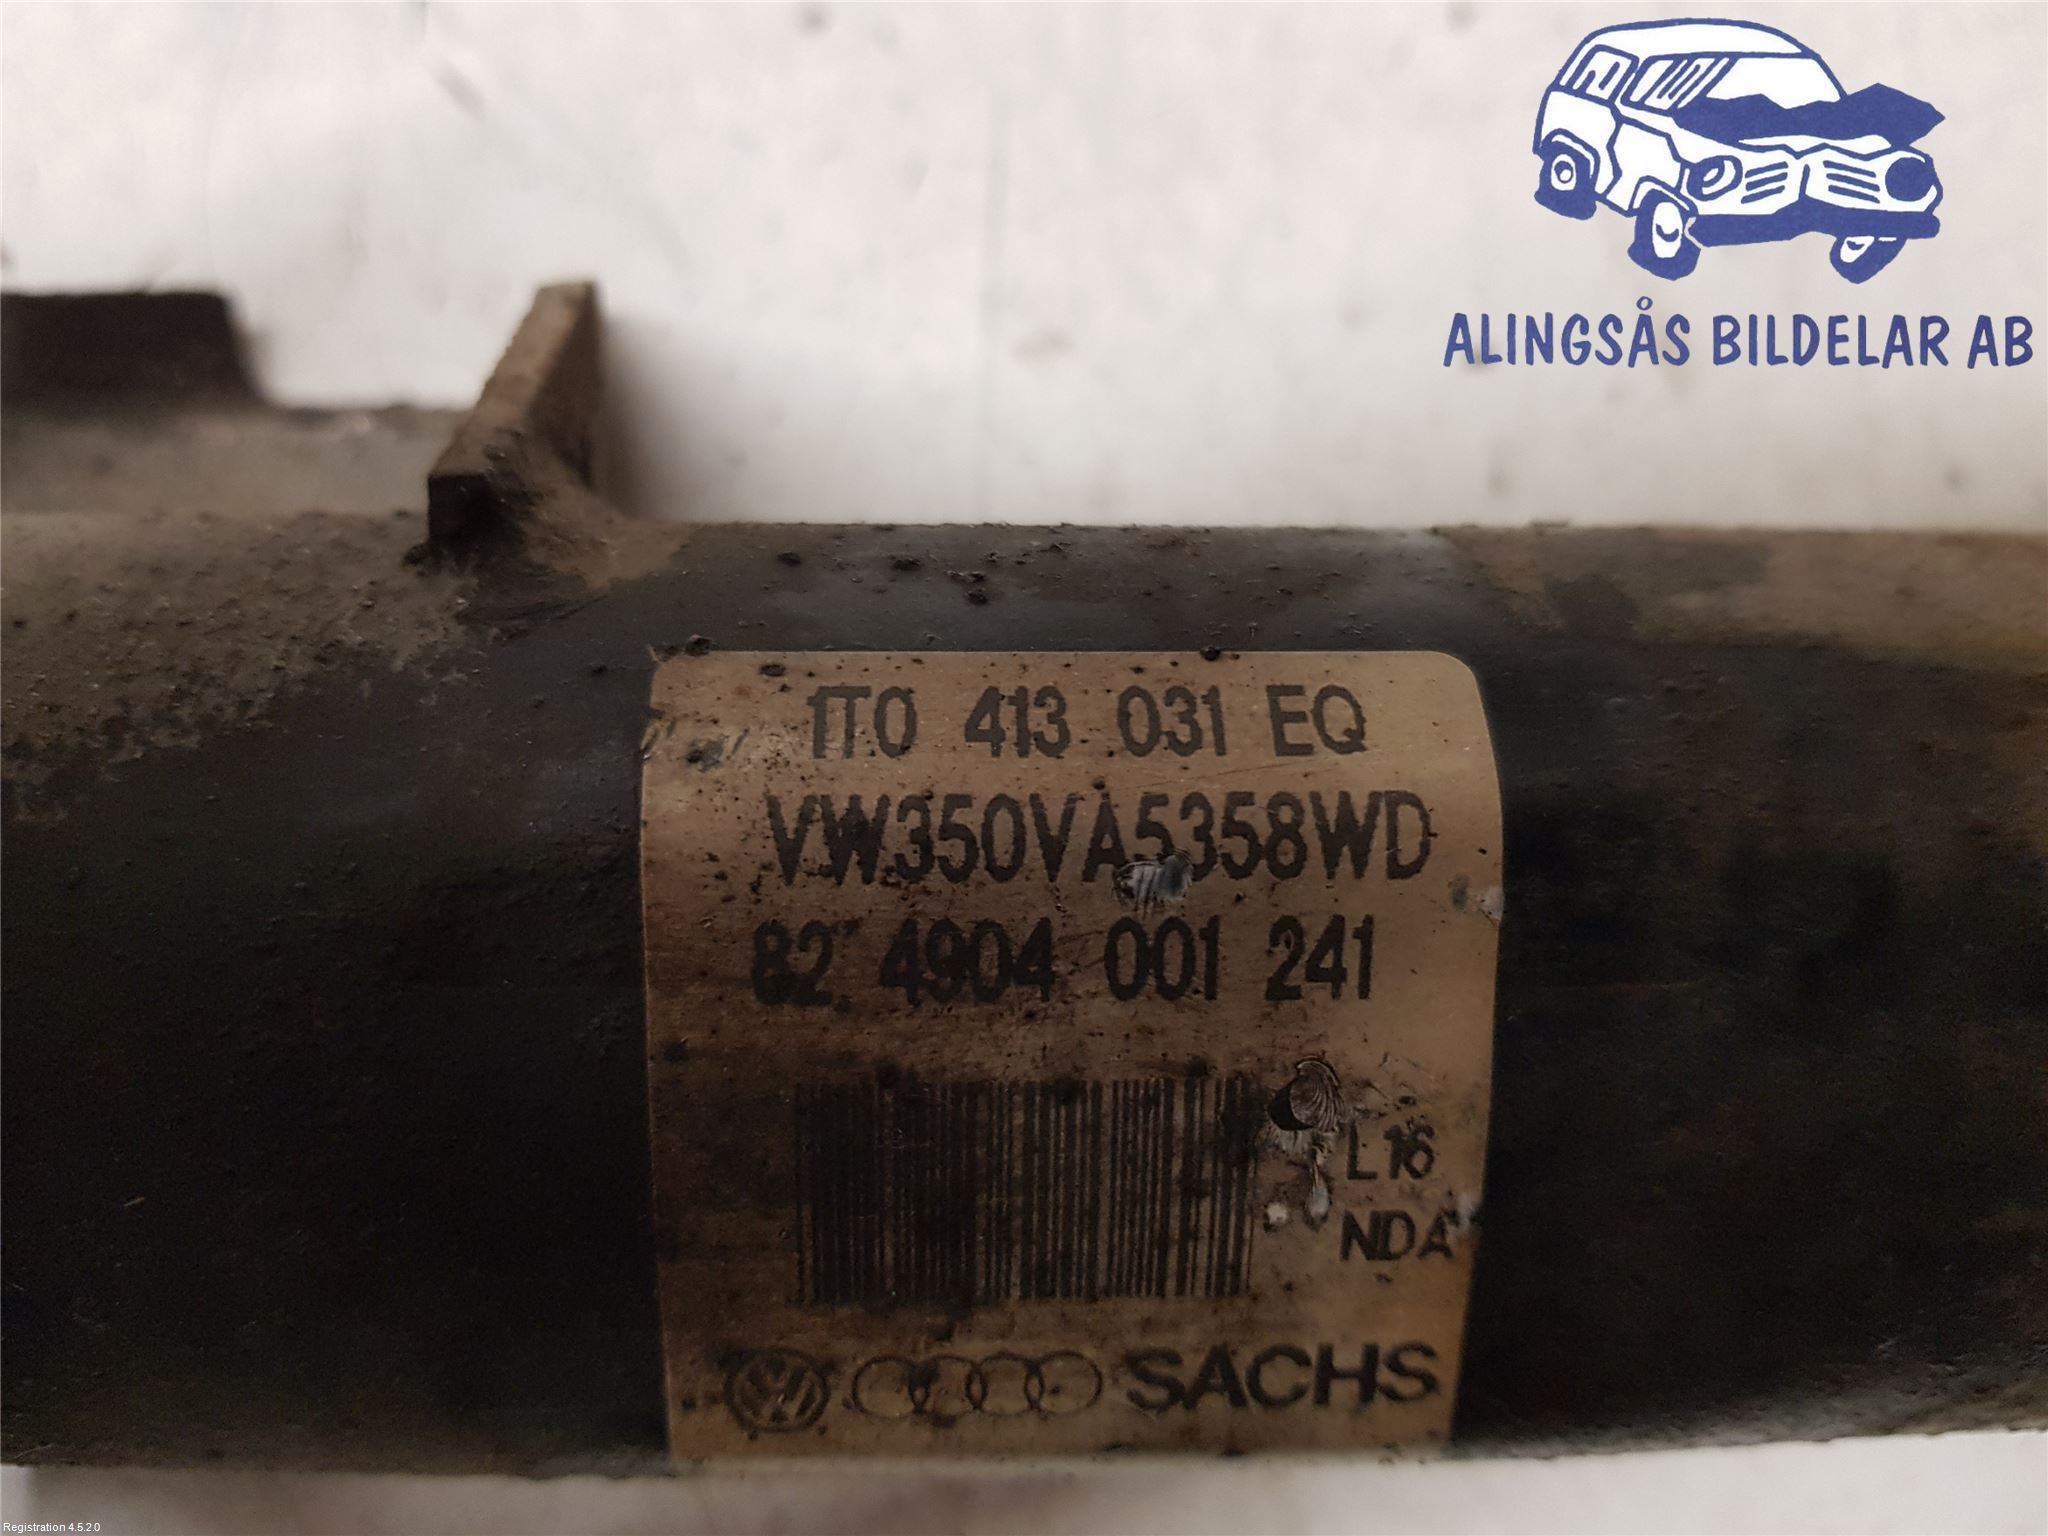 ALINGSÅS BILDELAR AB
1T0 413 031 EQ
VW350VA5358WD
82 4904 001 241
L16
NDA
SACHS
Registration 4.5.2.0